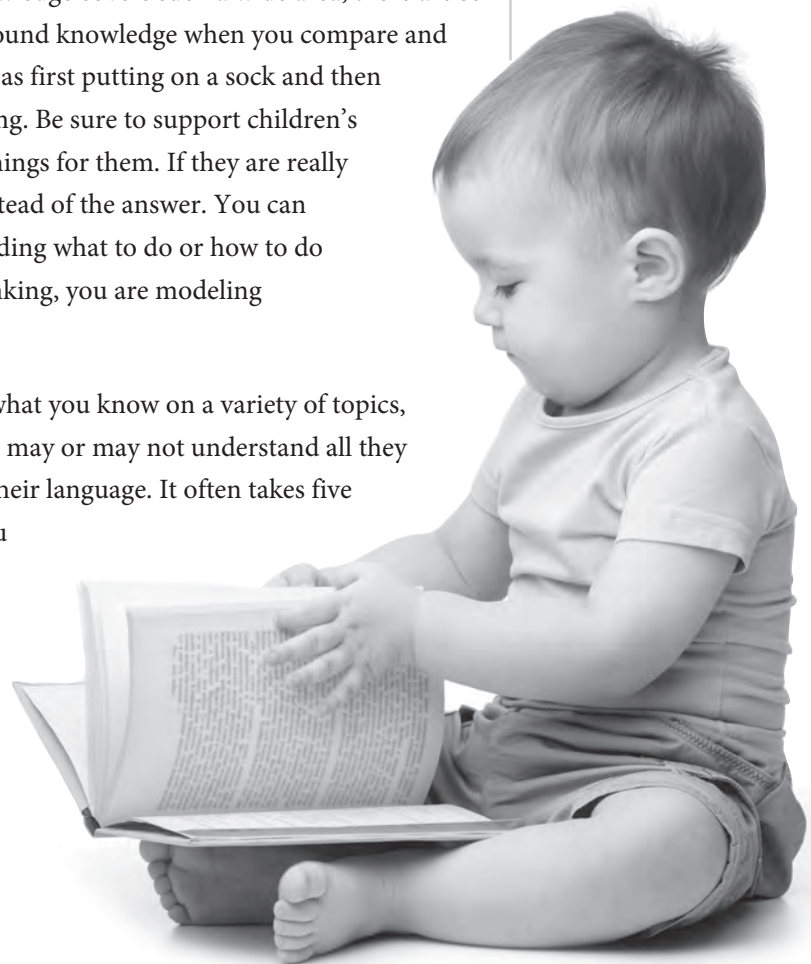 ound knowledge when you compare and
as first putting on a sock and then
ng. Be sure to support children’s
ings for them. If they are really
tead of the answer. You can
ding what to do or how to do
nking, you are modeling
what you know on a variety of topics,
may or may not understand all they
heir language. It often takes five
u